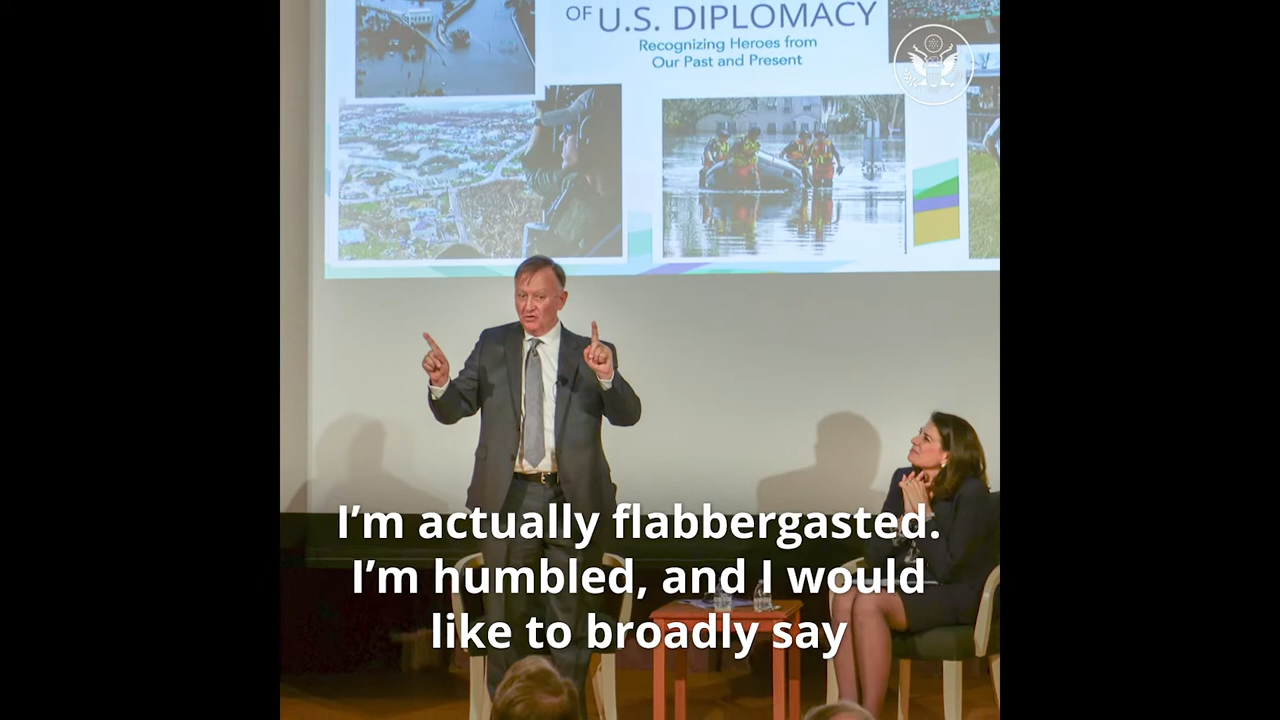 OF U.S. DIPLOMACY
Recognizing Heroes from
Our Past and Present
I’m actually flabbergasted.
I’m humbled, and I would
like to broadly say